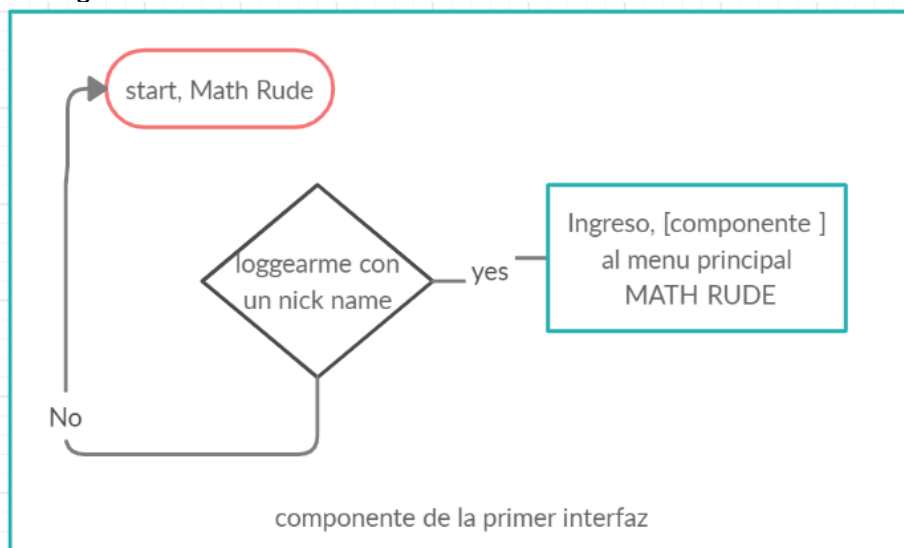 start, Math Rude
loggearme con
un nick name
yes
Ingreso, [componente ]
al menu principal
MATH RUDE
No
componente de la primer interfaz